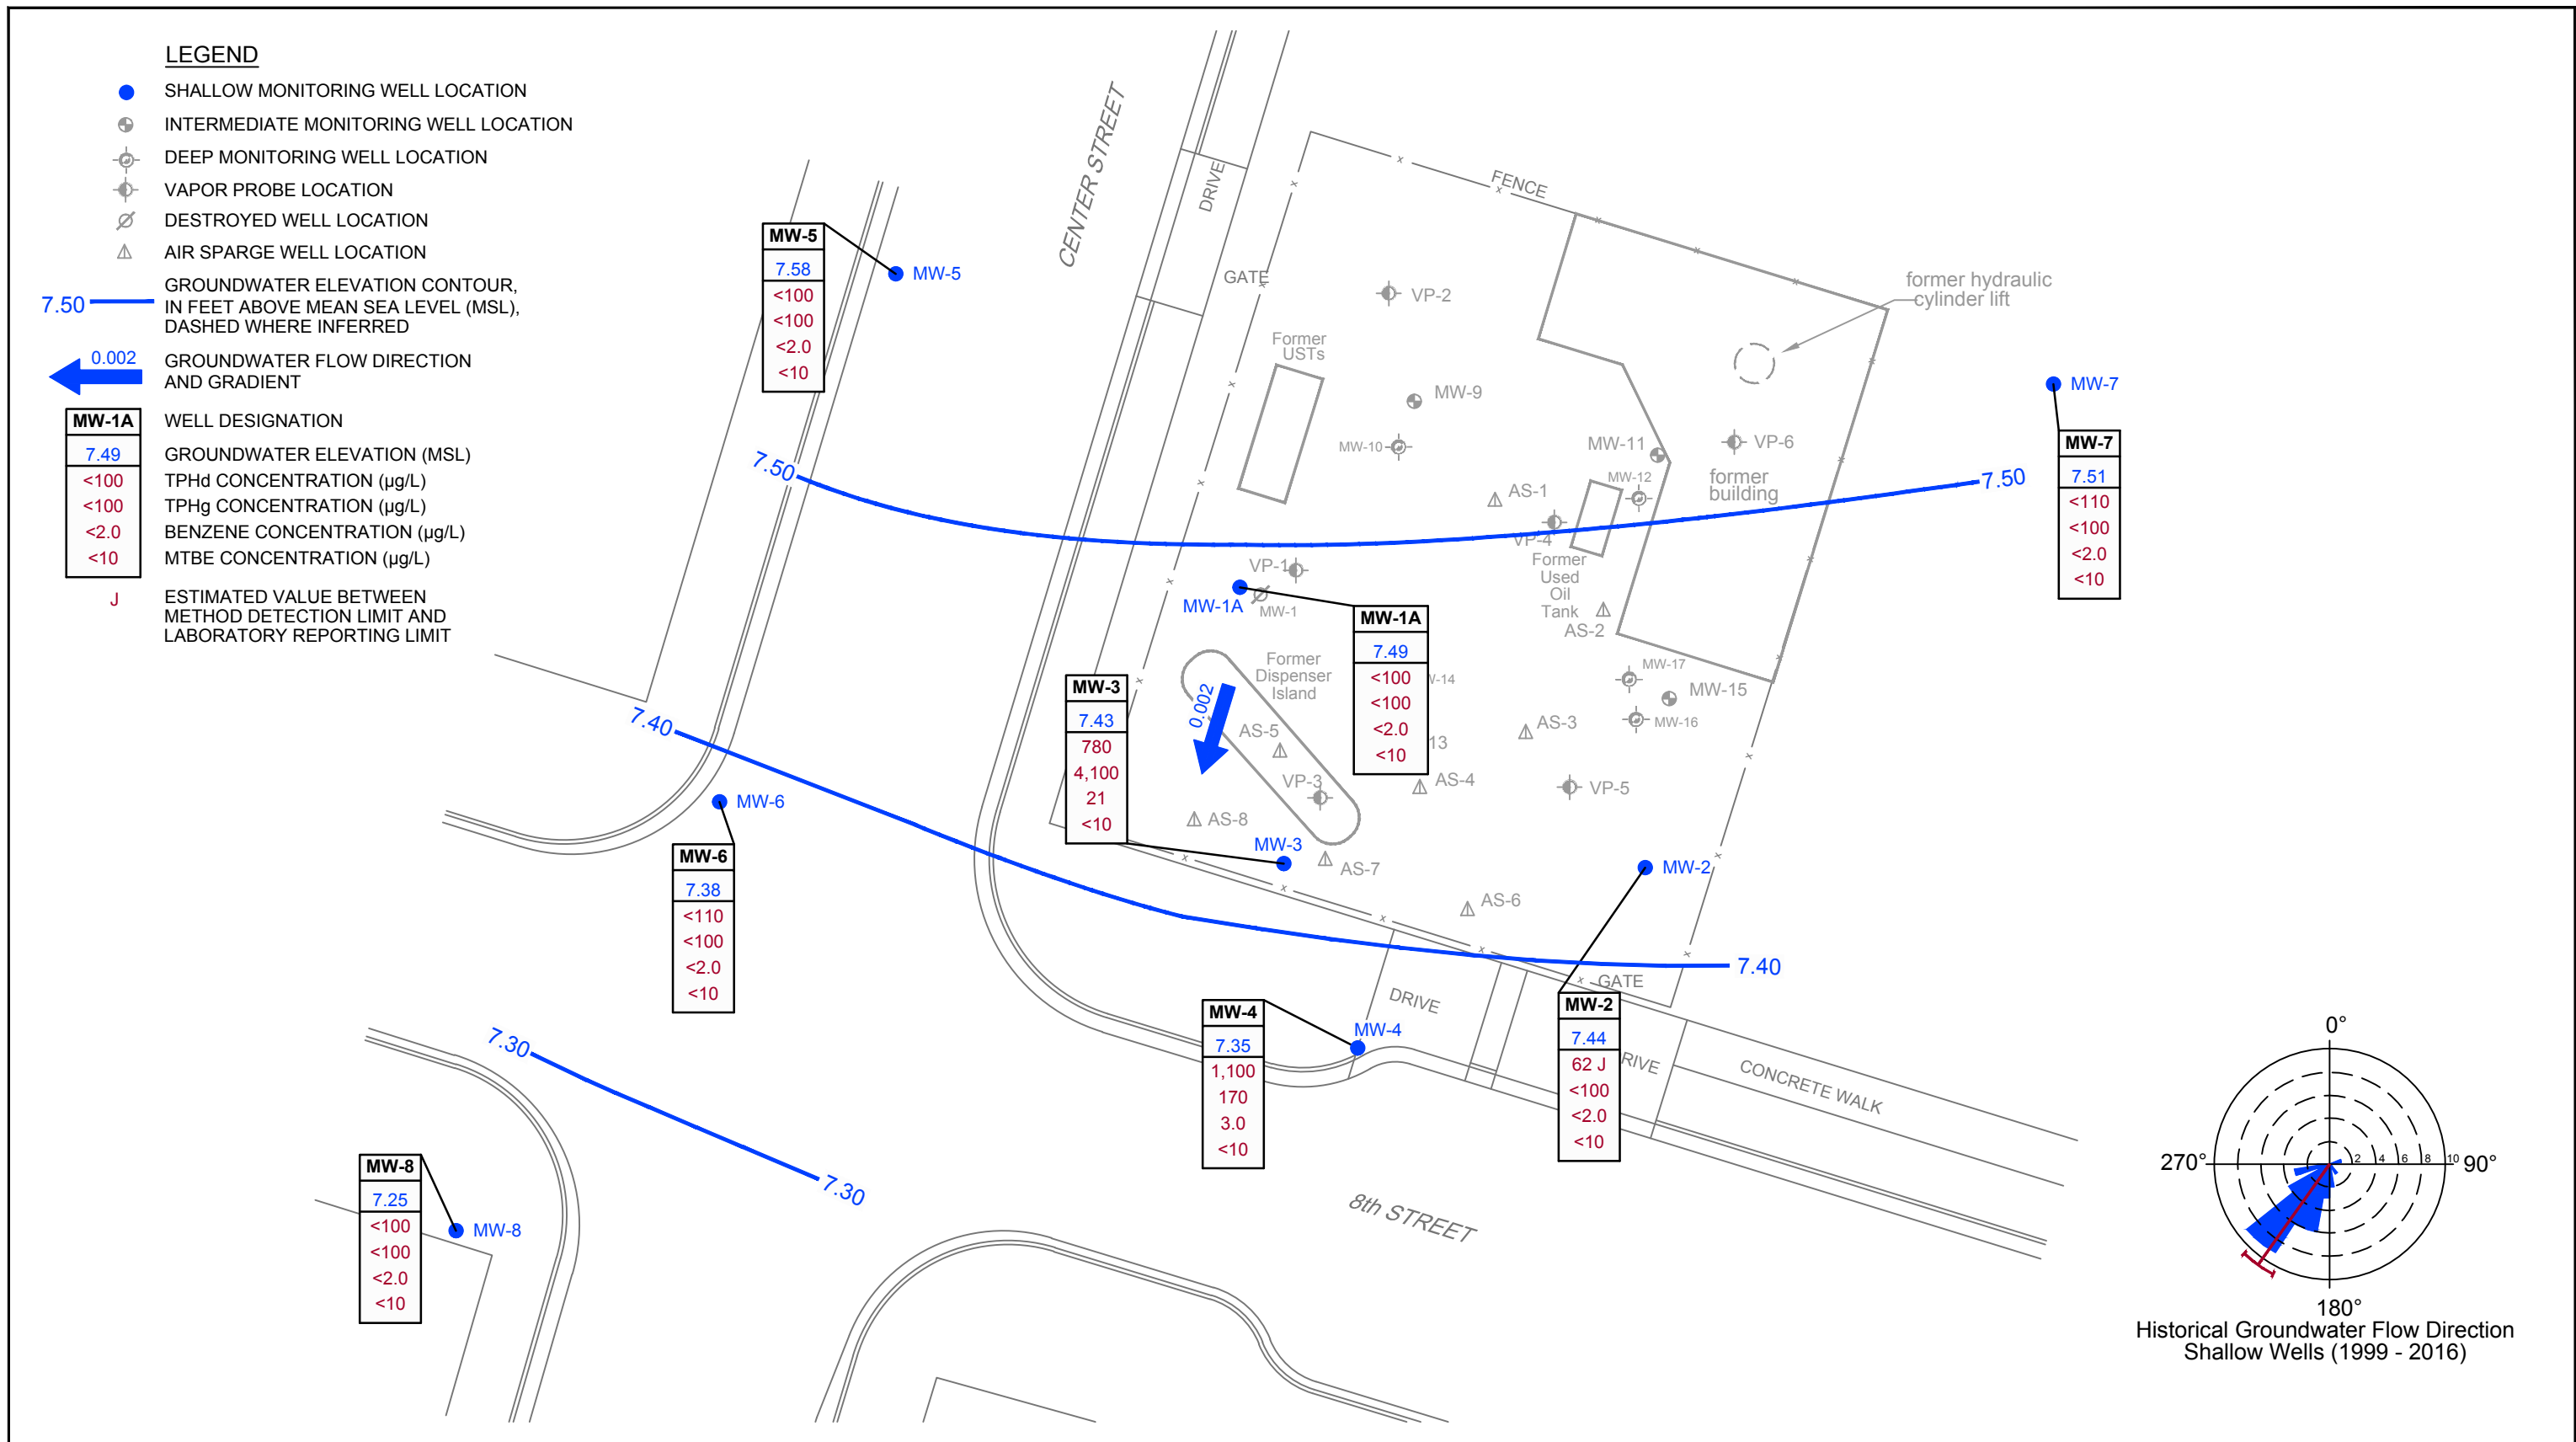 LEGEND
SHALLOW MONITORING WELL LOCATION
INTERMEDIATE MONITORING WELL LOCATION
DEEP MONITORING WELL LOCATION
VAPOR PROBE LOCATION
DESTROYED WELL LOCATION
AIR SPARGE WELL LOCATION
7.50
GROUNDWATER ELEVATION CONTOUR,
IN FEET ABOVE MEAN SEA LEVEL (MSL),
DASHED WHERE INFERRED
0.002
GROUNDWATER FLOW DIRECTION
AND GRADIENT
MW-1A WELL DESIGNATION
7.49 GROUNDWATER ELEVATION (MSL)
<100 TPHd CONCENTRATION (µg/L)
<100 TPHg CONCENTRATION (µg/L)
<2.0 BENZENE CONCENTRATION (µg/L)
<10 MTBE CONCENTRATION (µg/L)
J ESTIMATED VALUE BETWEEN
METHOD DETECTION LIMIT AND
LABORATORY REPORTING LIMIT
MW-5
7.58
<100
<100
<2.0
<10
MW-5
CENTER STREET
DRIVE
FENCE
GATE
VP-2
former hydraulic
cylinder lift
Former
USTs
MW-9
MW-10
MW-11
VP-6
MW-12
former
building
AS-1
VP-4
Former
Used
Oil
Tank
AS-2
MW-7
MW-7
7.51
<110
<100
<2.0
<10
7.50
7.50
VP-1
MW-1A
MW-1
MW-1A
7.49
<100
<100
<2.0
<10
Former
Dispenser
Island
-14
13
MW-17
MW-15
MW-16
AS-3
AS-4
VP-5
0.002
AS-5
VP-3
AS-8
MW-3
7.43
780
4,100
21
<10
MW-3
AS-7
AS-6
MW-2
7.40
7.40
MW-6
MW-6
7.38
<110
<100
<2.0
<10
GATE
DRIVE
MW-4
MW-4
7.35
1,100
170
3.0
<10
MW-2
7.44
62 J
<100
<2.0
<10
RIVE
CONCRETE WALK
7.30
7.30
MW-8
7.25
<100
<100
<2.0
<10
MW-8
8th STREET
0°
270°
2 4 6 8 10
90°
180°
Historical Groundwater Flow Direction
Shallow Wells (1999 - 2016)